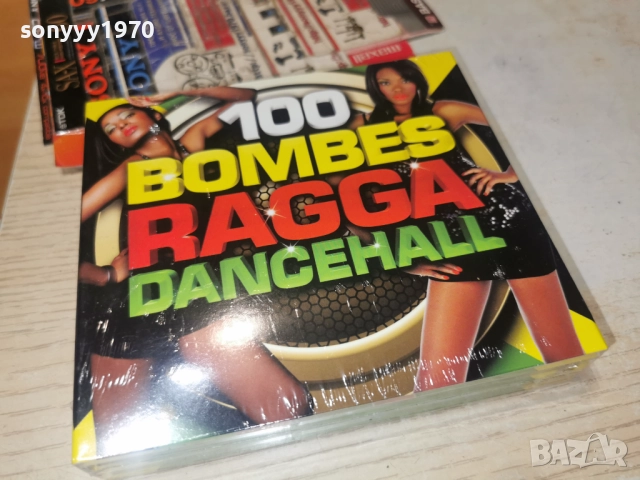 sonyyy1970
100
BOMBES
RAGGA
DANCEHALL
BAZAR